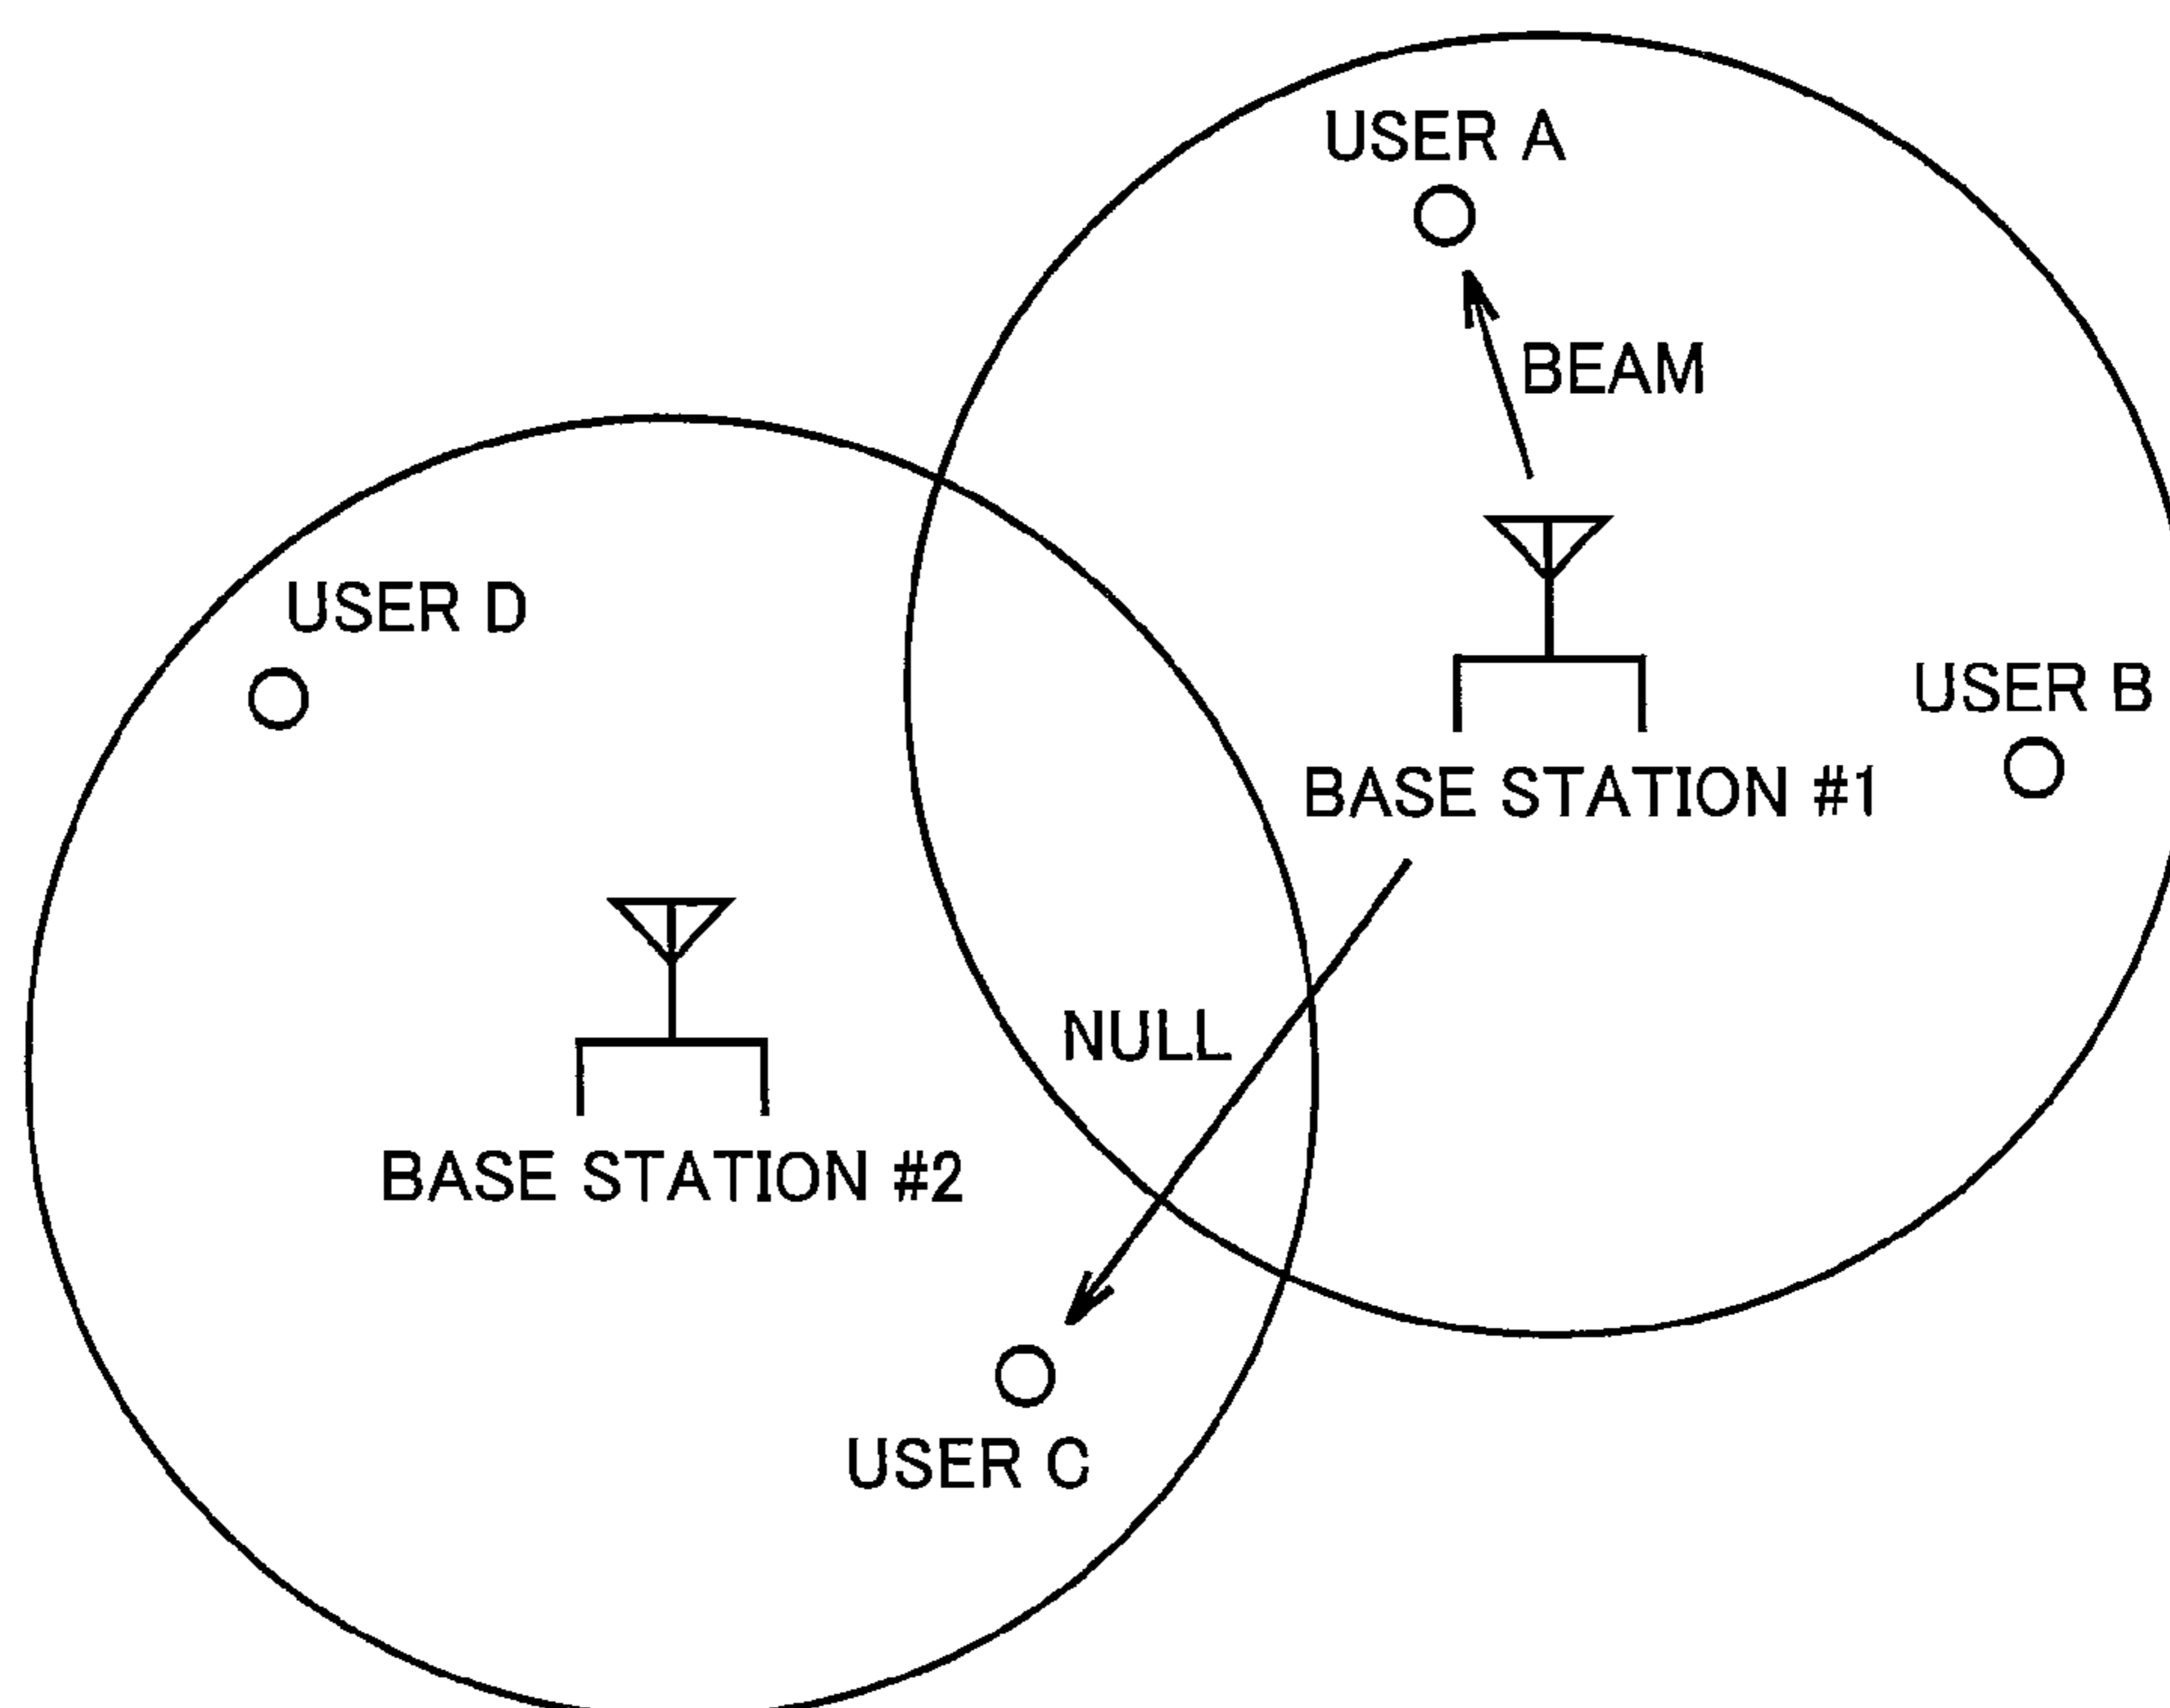 USER A
BEAM
USER D
USER B
BASE STATION #1
NULL
BASE STATION #2
USER C